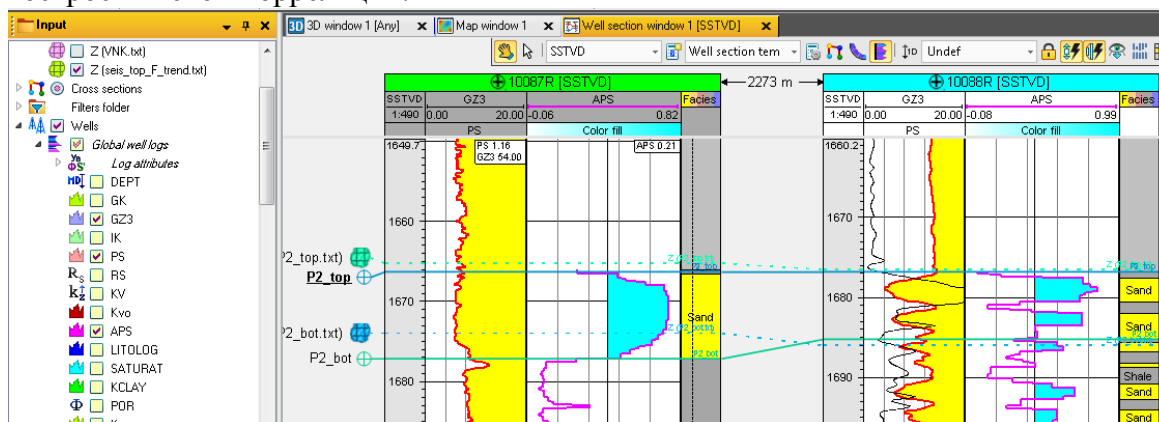 Input
3D 3D window 1 [Any]
Map window 1
Well section window 1 [SSTVD]
Z (VNK.txt)
Z (seis_top_F_trend.txt)
Cross sections
Filters folder
Wells
Global well logs
Log attributes
DEPT
GK
GZ3
IK
PS
RS
KV
Kvo
APS
LITOLOG
SATURAT
KCLAY
POR
SSTVD
Well section tem
Undef
10087R [SSTVD]
2273 m
10088R [SSTVD]
SSTVD GZ3 APS Facies
1:490 0.00 20.00 -0.06 0.82
PS Color fill
SSTVD GZ3 APS Facies
1:490 0.00 20.00 -0.08 0.99
PS Color fill
1649.7
PS 1.16
GZ3 54.00
APS 0.21
1660
P2_top.txt)
P2_top
1670
Sand
P2_bot.txt)
P2_bot
P2_bot
1680
1660.2
1670
1680
Sand
Sand
1690
Shale
Sand
Sand